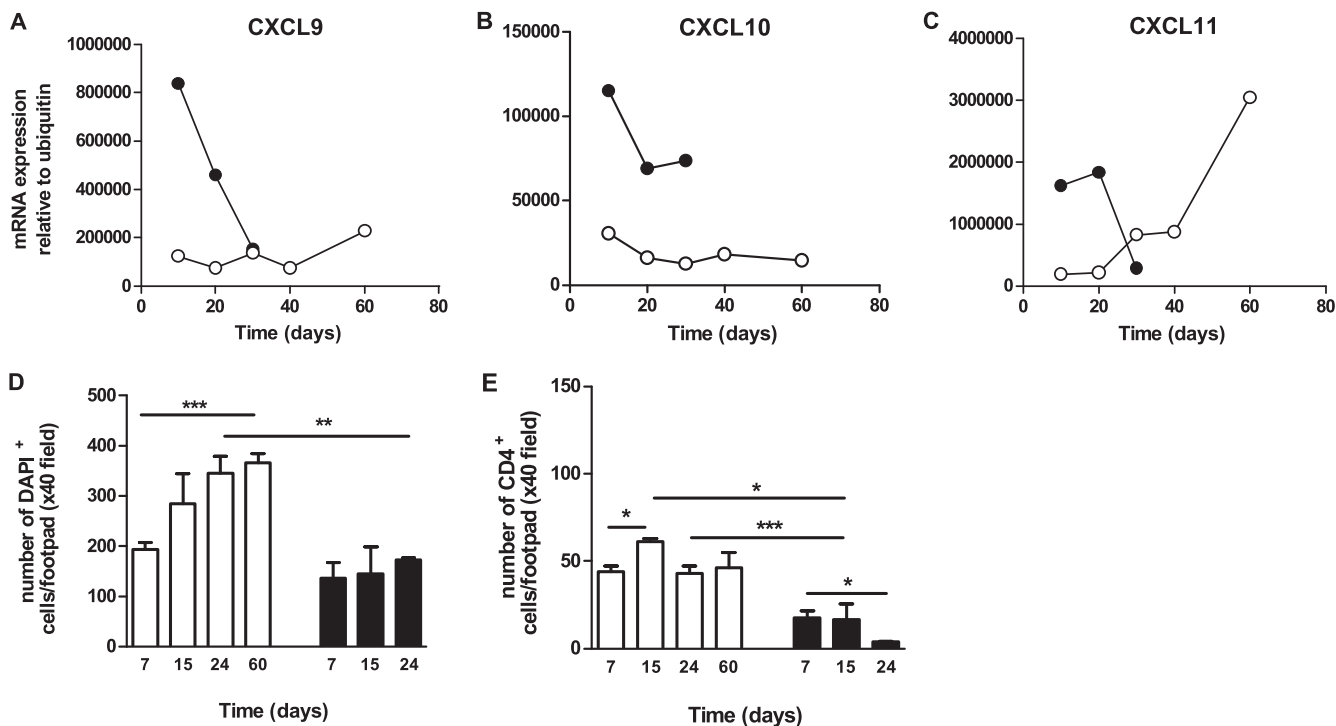 A
CXCL9
mRNA expression
relative to ubiquitin
1000000
800000
600000
400000
200000
0
0 20 40 60 80
Time (days)
B
CXCL10
150000
100000
50000
0
0 20 40 60 80
Time (days)
C
CXCL11
4000000
3000000
2000000
1000000
0
0 20 40 60 80
Time (days)
D
number of DAPI +
cells/footpad (x40 field)
500
400
300
200
100
0
***
**
7 15 24 60 7 15 24
Time (days)
E
number of CD4 +
cells/footpad (x40 field)
150
100
50
0
*
*
***
*
7 15 24 60 7 15 24
Time (days)